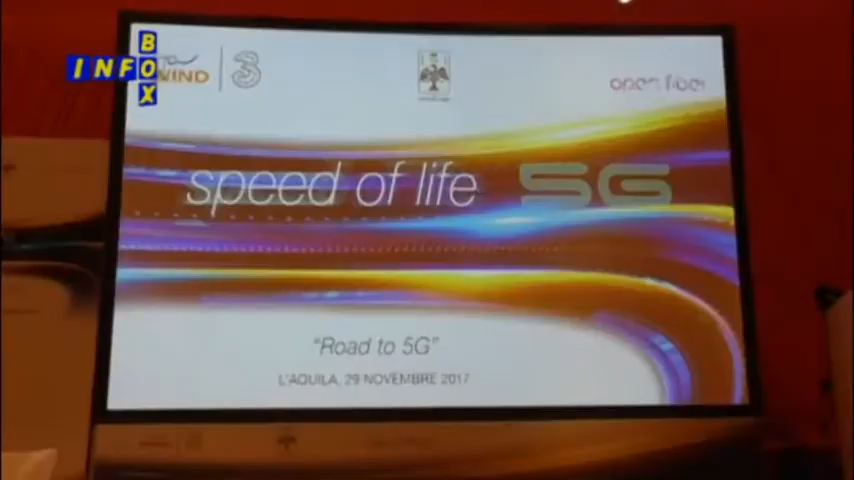 INFO BOX
WIND 3
open fiber
speed of life 5G
"Road to 5G"
L'AQUILA, 29 NOVEMBRE 2017